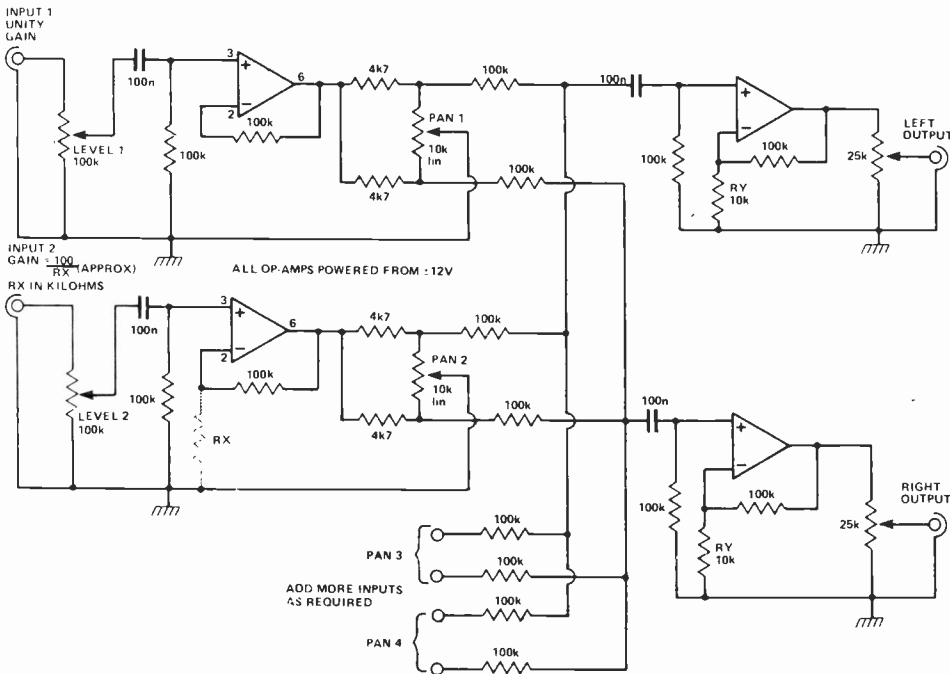 INPUT 1
UNITY
GAIN
100n
3
+
6
−
2
100k
LEVEL 1
100k
100k
4k7
100k
PAN 1
10k
lin
4k7
100k
100n
+
−
100k
100k
RY
10k
25k
LEFT
OUTPUT
INPUT 2
GAIN = 100/RX (APPROX)
RX IN KILOHMS
ALL OP-AMPS POWERED FROM ±12V
100n
3
+
6
−
2
100k
LEVEL 2
100k
100k
RX
4k7
100k
PAN 2
10k
lin
4k7
100k
100n
+
−
100k
100k
RY
10k
25k
RIGHT
OUTPUT
100k
PAN 3
100k
ADD MORE INPUTS
AS REQUIRED
100k
PAN 4
100k